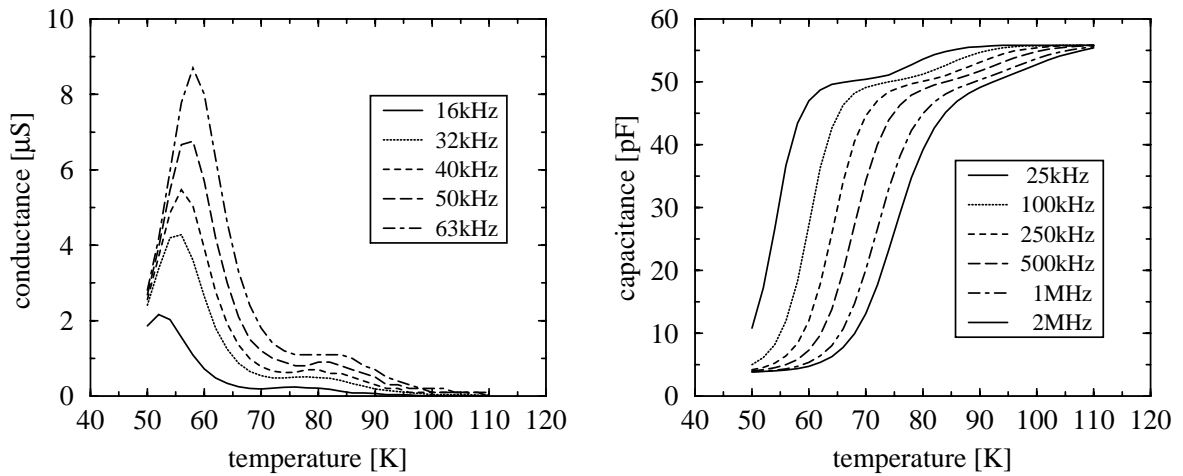 conductance [µS]
10
8
6
4
2
0
16kHz
32kHz
40kHz
50kHz
63kHz
40 50 60 70 80 90 100 110 120
temperature [K]
capacitance [pF]
60
50
40
30
20
10
0
25kHz
100kHz
250kHz
500kHz
1MHz
2MHz
40 50 60 70 80 90 100 110 120
temperature [K]